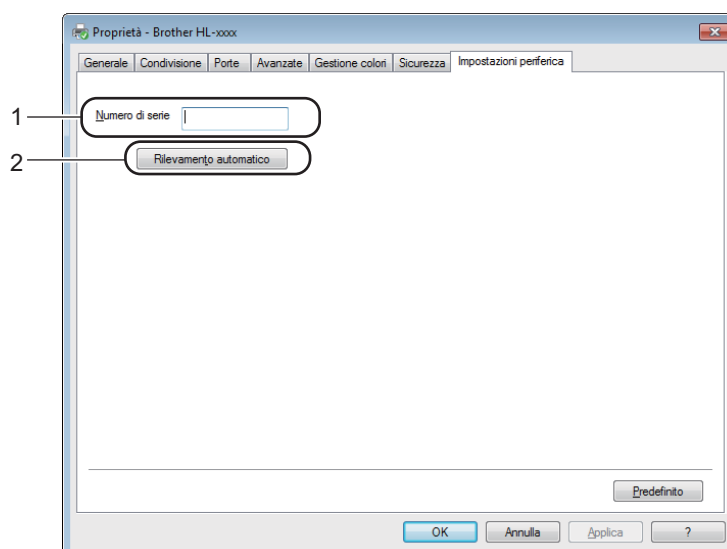 Proprietà - Brother HL-xxxx
Generale Condivisione Porte Avanzate Gestione colori Sicurezza Impostazioni periferica
1 Numero di serie
2 Rilevamento automatico
Predefinito
OK Annulla Applica ?